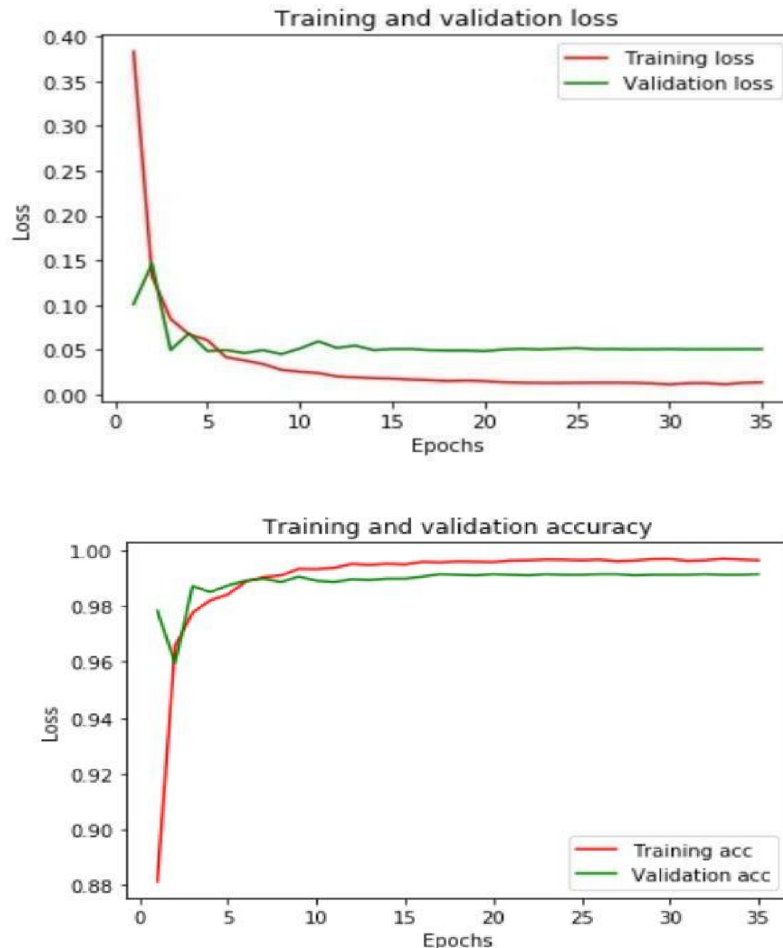 Training and validation loss
0.40
0.35
0.30
0.25
0.20
0.15
0.10
0.05
0.00
Loss
Training loss
Validation loss
0 5 10 15 20 25 30 35
Epochs
Training and validation accuracy
1.00
0.98
0.96
0.94
0.92
0.90
0.88
Loss
Training acc
Validation acc
0 5 10 15 20 25 30 35
Epochs